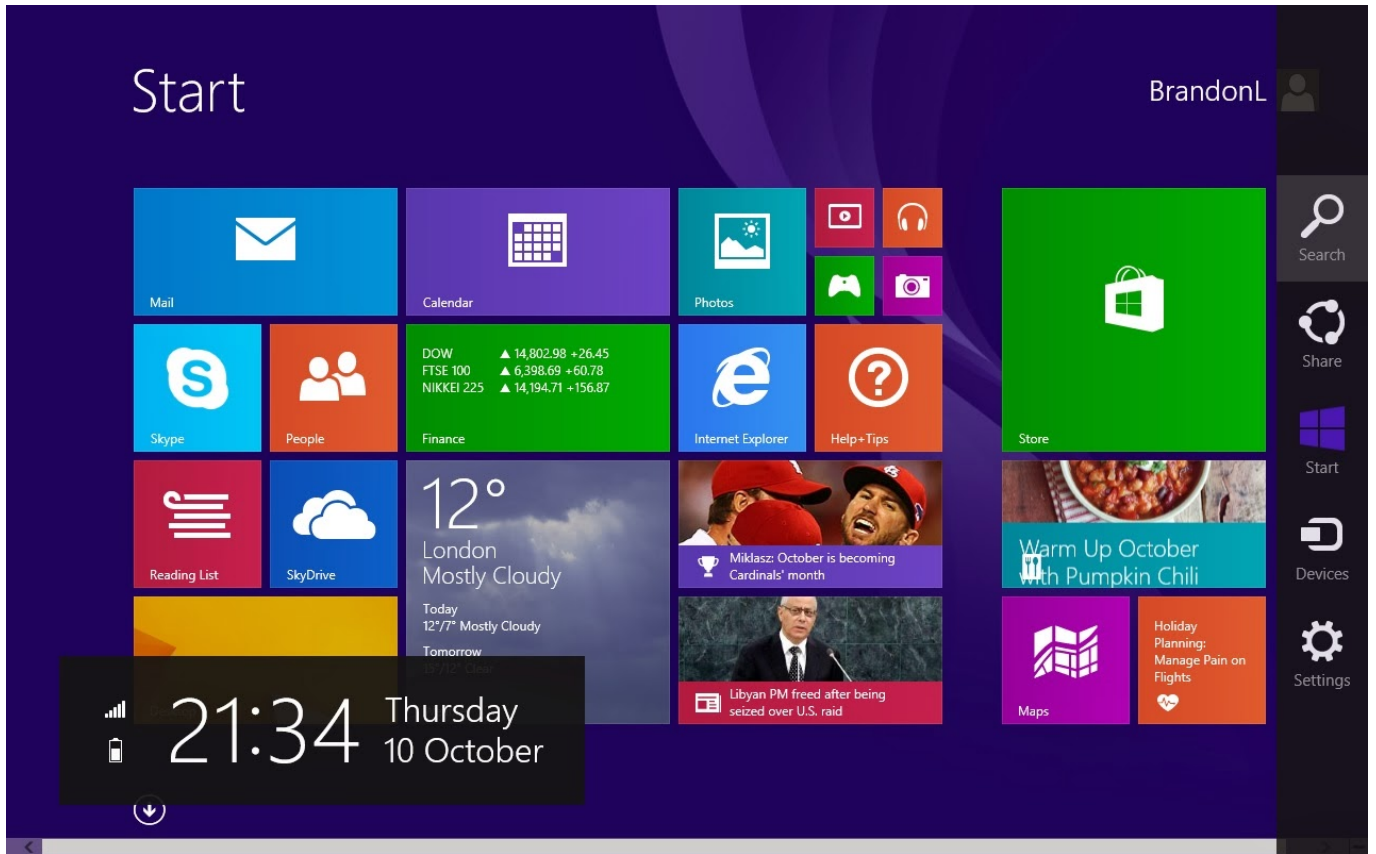 Start
BrandonL
Mail
Calendar
Photos
Skype
People
DOW ▲ 14,802.98 +26.45
FTSE 100 ▲ 6,398.69 +60.78
NIKKEI 225 ▲ 14,194.71 +156.87
Finance
Internet Explorer
Help+Tips
Store
Reading List
SkyDrive
12°
London
Mostly Cloudy
Today
12°/7° Mostly Cloudy
Tomorrow
15°/12° Clear
Miklasz: October is becoming
Cardinals' month
Libyan PM freed after being
seized over U.S. raid
Warm Up October
with Pumpkin Chili
Maps
Holiday
Planning:
Manage Pain on
Flights
21:34
Thursday
10 October
Search
Share
Start
Devices
Settings